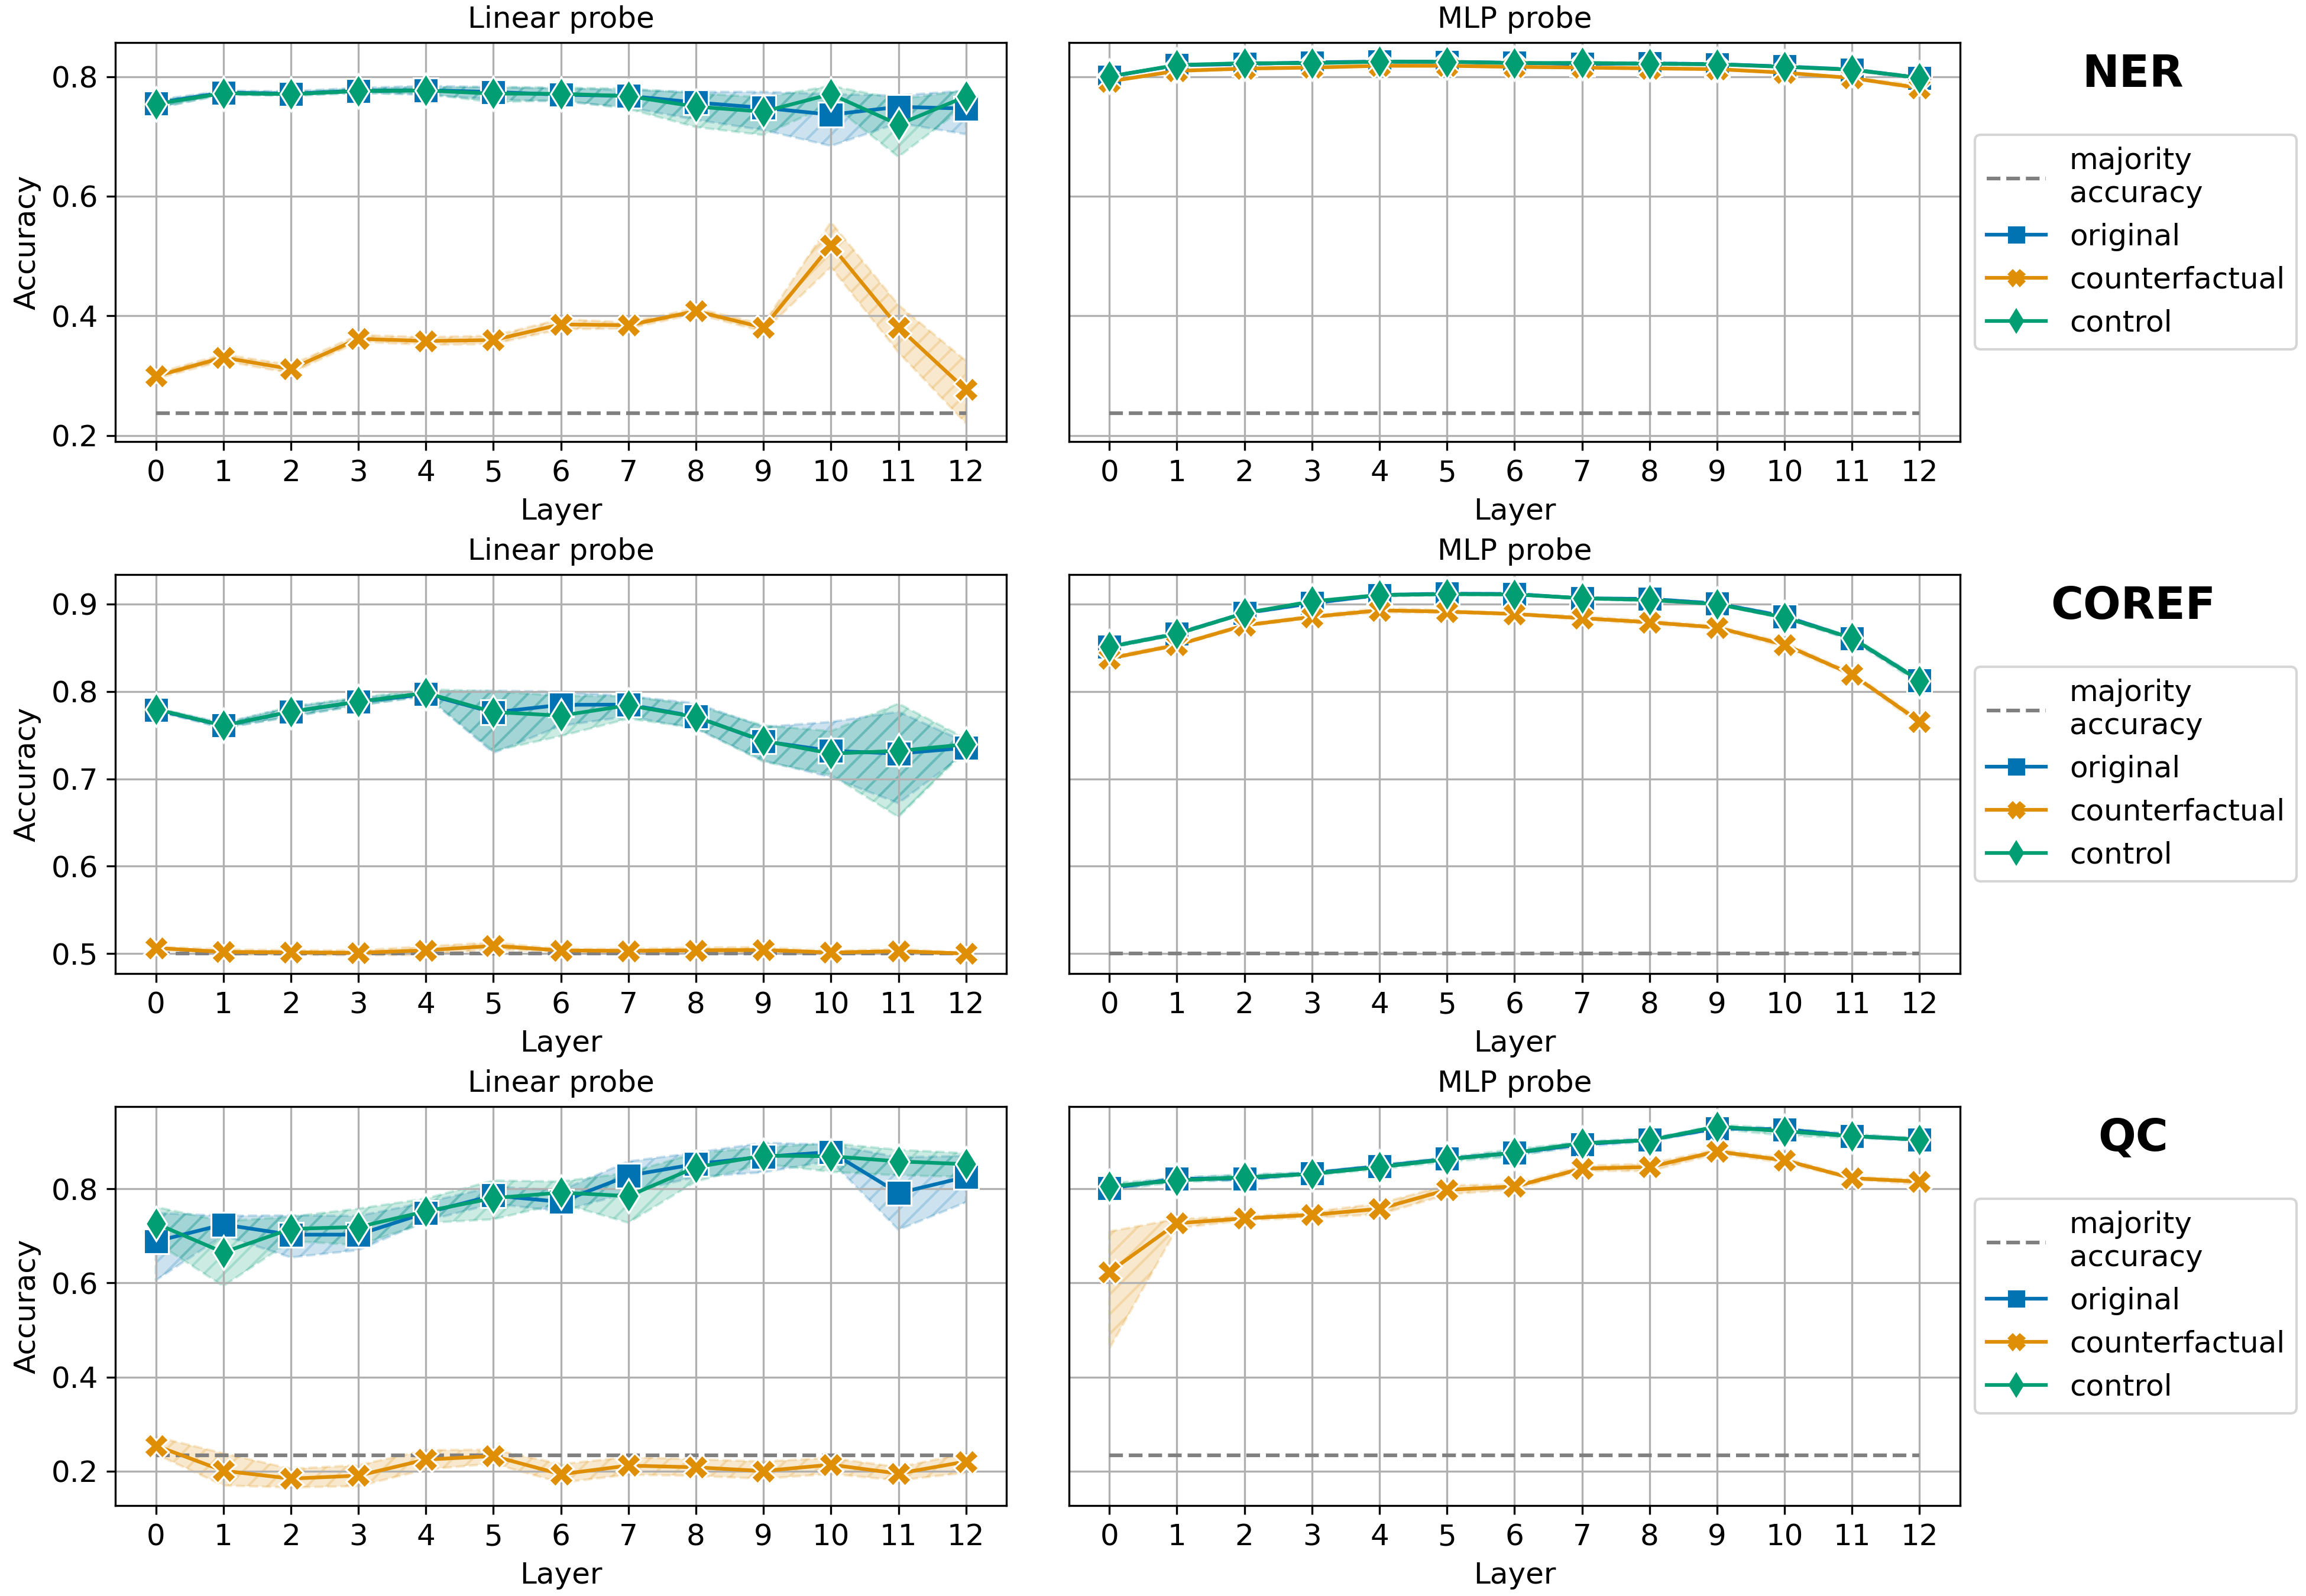 Linear probe
MLP probe
NER
0.8
0.6
0.4
0.2
Accuracy
0 1 2 3 4 5 6 7 8 9 10 11 12
0 1 2 3 4 5 6 7 8 9 10 11 12
Layer
Layer
majority
accuracy
original
counterfactual
control
Linear probe
MLP probe
COREF
0.9
0.8
0.7
0.6
0.5
Accuracy
0 1 2 3 4 5 6 7 8 9 10 11 12
0 1 2 3 4 5 6 7 8 9 10 11 12
Layer
Layer
majority
accuracy
original
counterfactual
control
Linear probe
MLP probe
QC
0.8
0.6
0.4
0.2
Accuracy
0 1 2 3 4 5 6 7 8 9 10 11 12
0 1 2 3 4 5 6 7 8 9 10 11 12
Layer
Layer
majority
accuracy
original
counterfactual
control